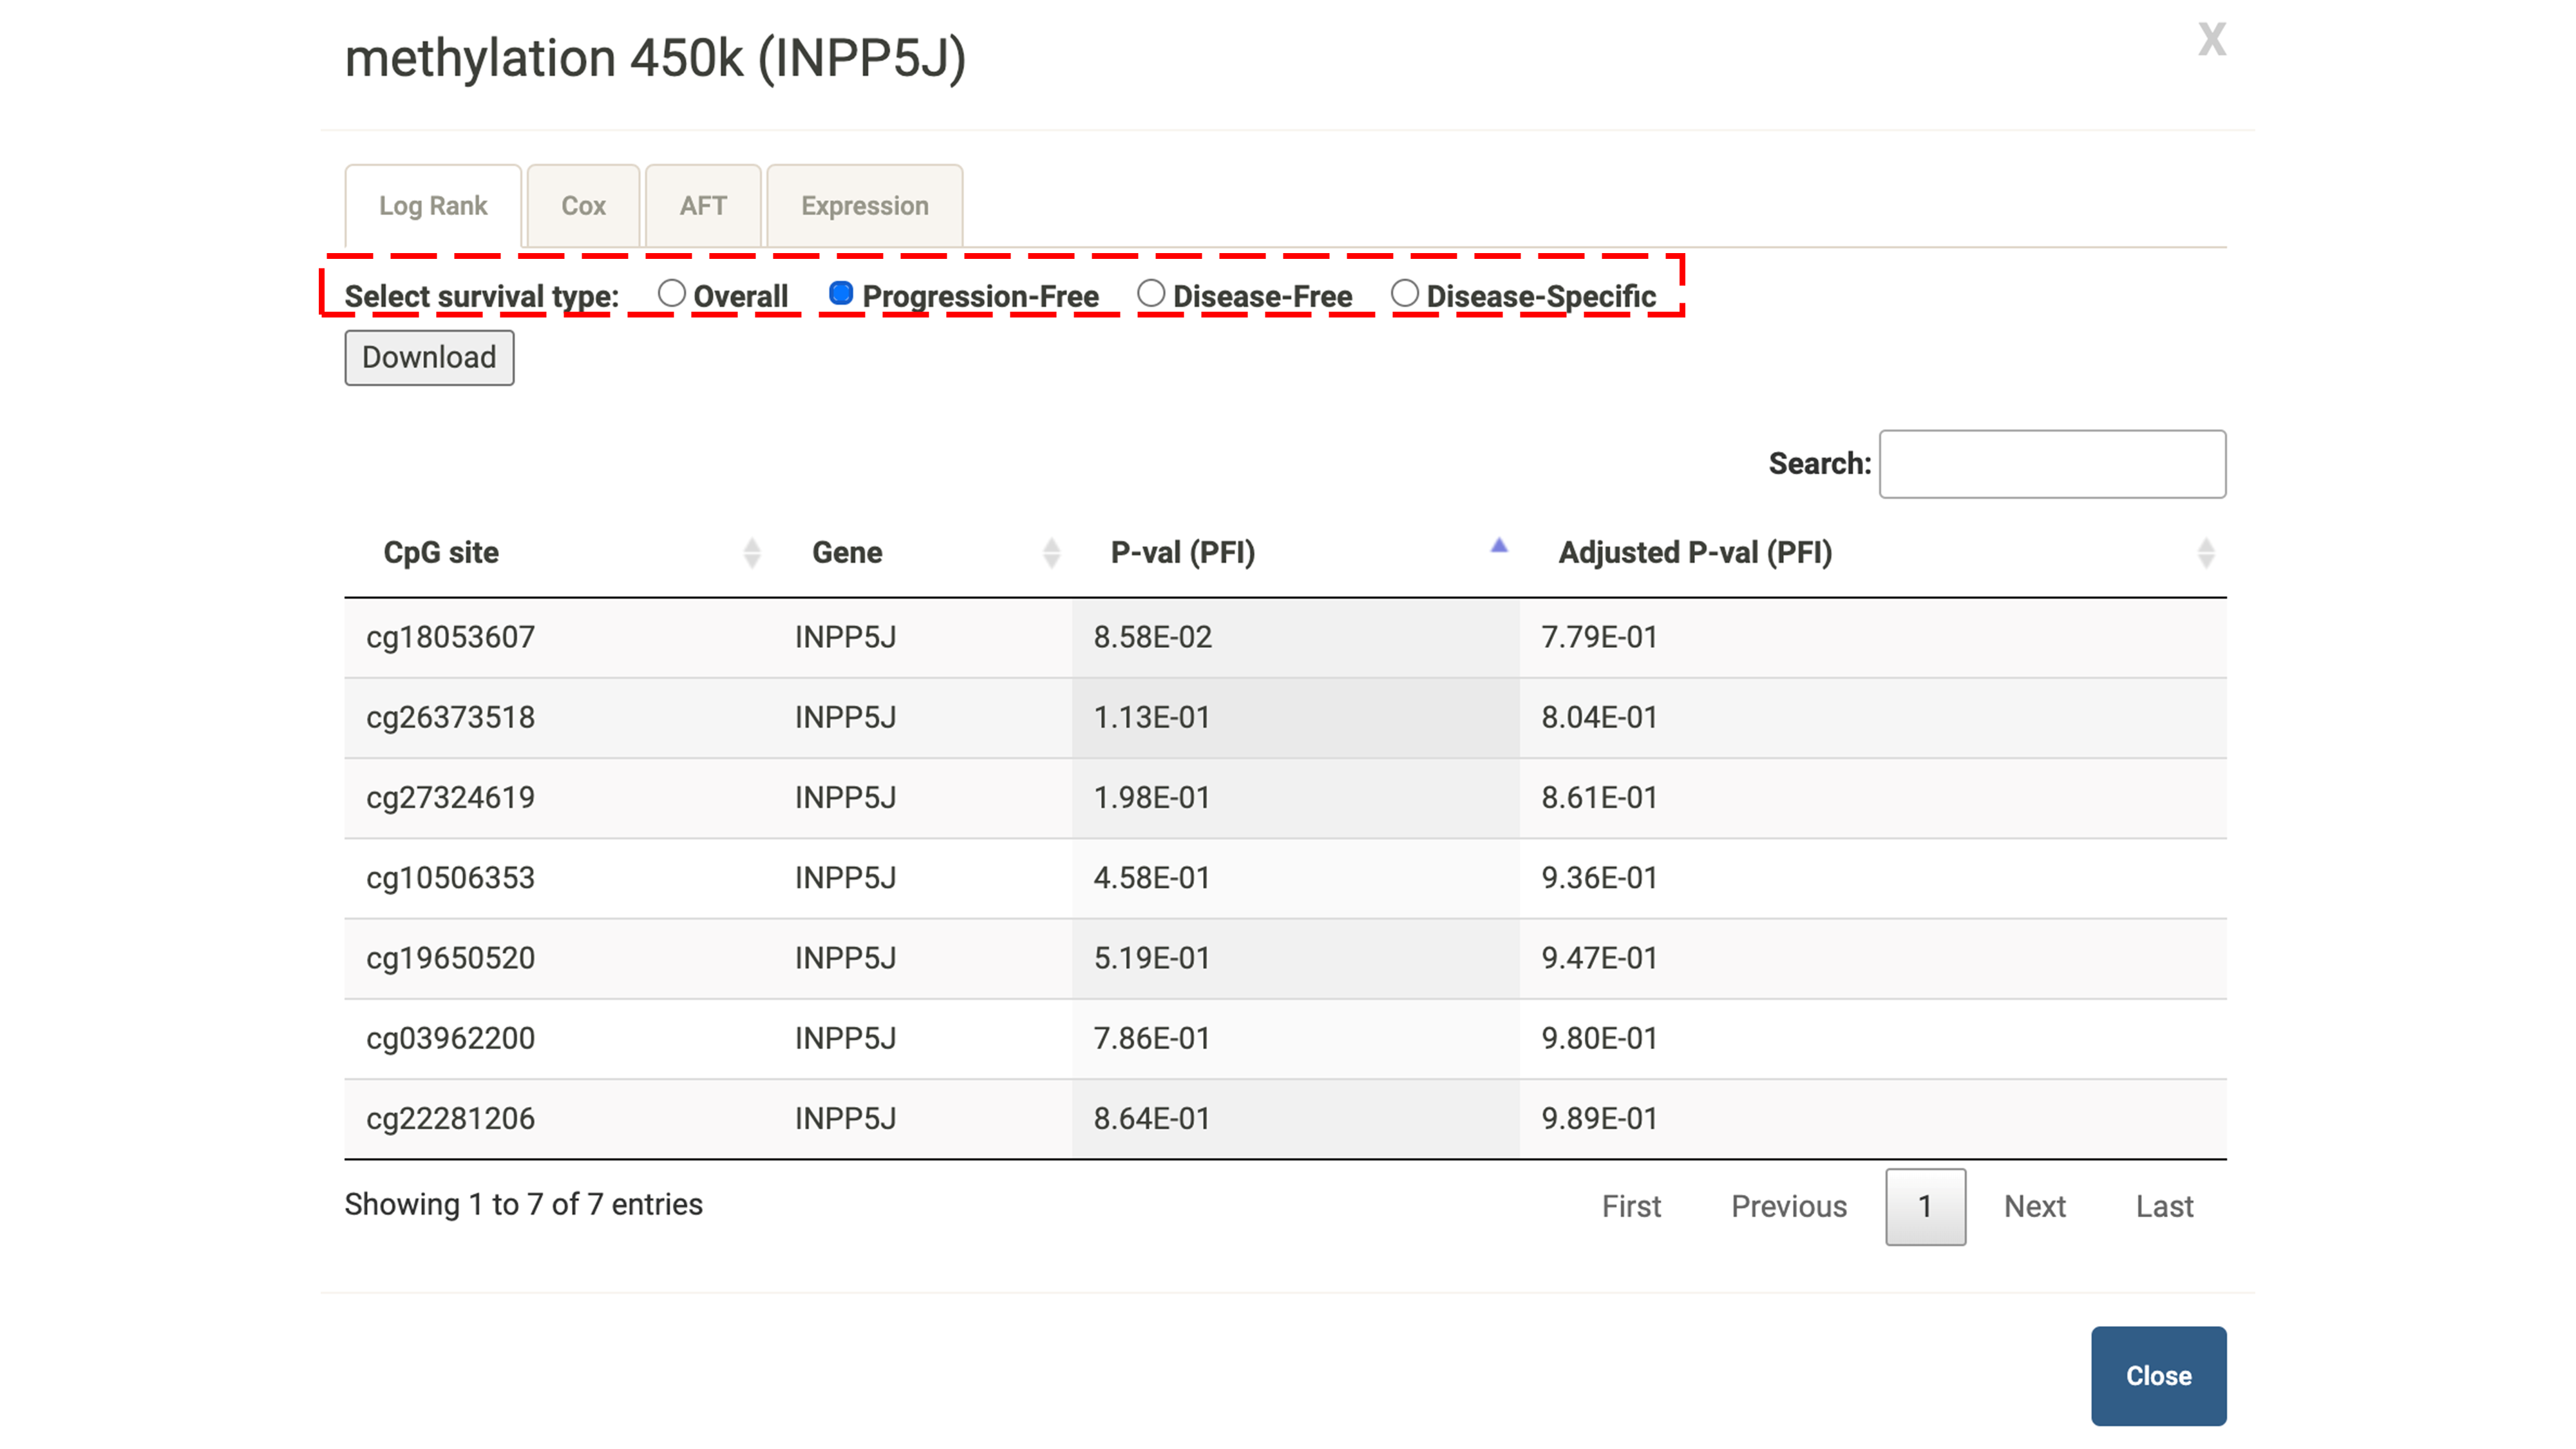 methylation 450k (INPP5J)
X
Log Rank Cox AFT Expression
Select survival type: Overall Progression-Free Disease-Free Disease-Specific
Download
Search:
CpG site Gene P-val (PFI) Adjusted P-val (PFI)
cg18053607 INPP5J 8.58E-02 7.79E-01
cg26373518 INPP5J 1.13E-01 8.04E-01
cg27324619 INPP5J 1.98E-01 8.61E-01
cg10506353 INPP5J 4.58E-01 9.36E-01
cg19650520 INPP5J 5.19E-01 9.47E-01
cg03962200 INPP5J 7.86E-01 9.80E-01
cg22281206 INPP5J 8.64E-01 9.89E-01
Showing 1 to 7 of 7 entries
First Previous 1 Next Last
Close